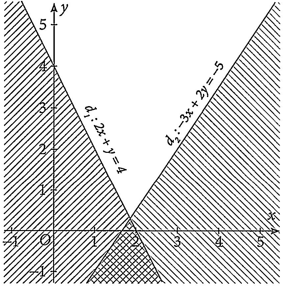 y
5
4
3
2
1
d₁: 2x + y = 4
d₂: -3x + 2y = -5
x
-1 O 1 2 3 4 5
-1